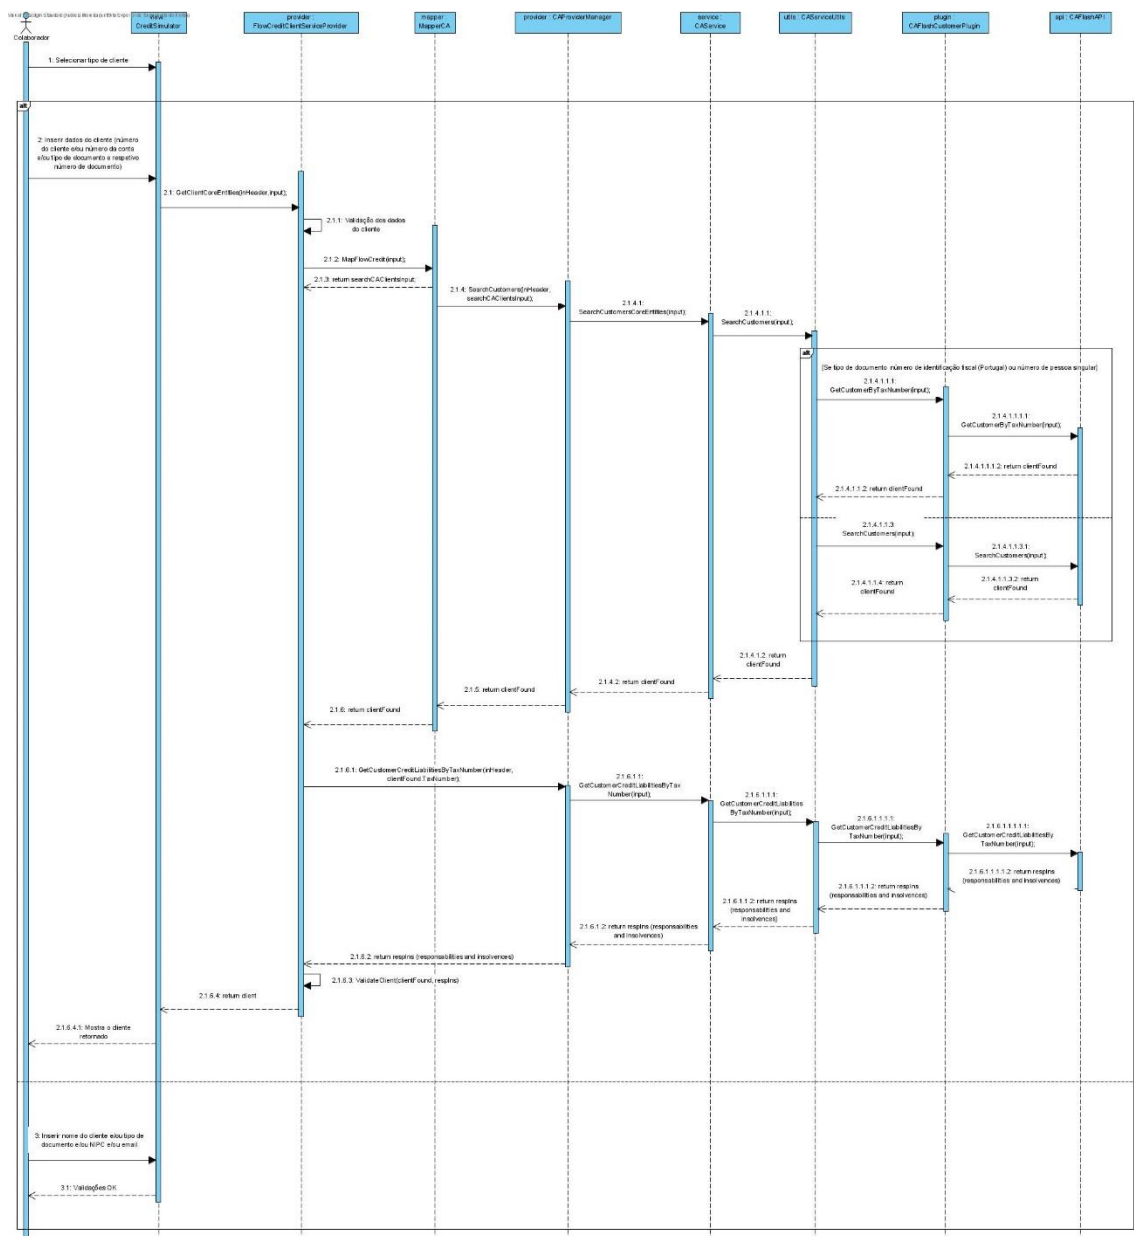 view :
CreditSimulator
provider :
FlowCreditClientServiceProvider
mapper :
MapperCA
provider : CAProviderManager
service :
CAService
utils : CAServiceUtils
plugin :
CAFlashCustomerPlugin
api : CAFlashAPI
Colaborador
1: Selecionar tipo de cliente
alt
2: Inserir dados do cliente (número
do cliente e/ou número da conta
e/ou tipo de documento e respetivo
número de documento)
2.1: GetClientCoreEntities(inHeader,input);
2.1.1: Validação dos dados
do cliente
2.1.2: MapFlowCredit(input);
2.1.3: return searchCAClientsInput;
2.1.4: SearchCustomers(inHeader,
searchCAClientsInput);
2.1.4.1:
SearchCustomersCoreEntities(input);
2.1.4.1.1:
SearchCustomers(input);
alt
[Se tipo de documento número de identificação fiscal (Portugal) ou número de pessoa singular]
2.1.4.1.1.1:
GetCustomerByTaxNumber(input);
2.1.4.1.1.1.1:
GetCustomerByTaxNumber(input);
2.1.4.1.1.1.2: return clientFound
2.1.4.1.1.2: return clientFound
2.1.4.1.1.3:
SearchCustomers(input)
2.1.4.1.1.3.1:
SearchCustomers(input)
2.1.4.1.1.3.2: return
clientFound
2.1.4.1.1.4: return
clientFound
2.1.4.1.2: return
clientFound
2.1.4.2: return clientFound
2.1.5: return clientFound
2.1.6: return clientFound
2.1.6.1: GetCustomerCreditLiabilitiesByTaxNumber(inHeader,
clientFound.TaxNumber);
2.1.6.1.1:
GetCustomerCreditLiabilitiesByTax
Number(input);
2.1.6.1.1.1:
GetCustomerCreditLiabilities
ByTaxNumber(input);
2.1.6.1.1.1.1:
GetCustomerCreditLiabilitiesBy
TaxNumber(input);
2.1.6.1.1.1.1.1:
GetCustomerCreditLiabilitiesBy
TaxNumber(input);
2.1.6.1.1.1.1.2: return respIns
(responsabilities and insolvences)
2.1.6.1.1.1.2: return respIns
(responsabilities and insolvences)
2.1.6.1.1.2: return respIns
(responsabilities and
insolvences)
2.1.6.1.2: return respIns (responsabilities
and insolvences)
2.1.6.2: return respIns (responsabilities and insolvences)
2.1.6.3: ValidateClient(clientFound, respIns)
2.1.6.4: return client
2.1.6.4.1: Mostra o cliente
retornado
3: Inserir nome do cliente e/ou tipo de
documento e/ou NIPC e/ou email
3.1: Validações OK